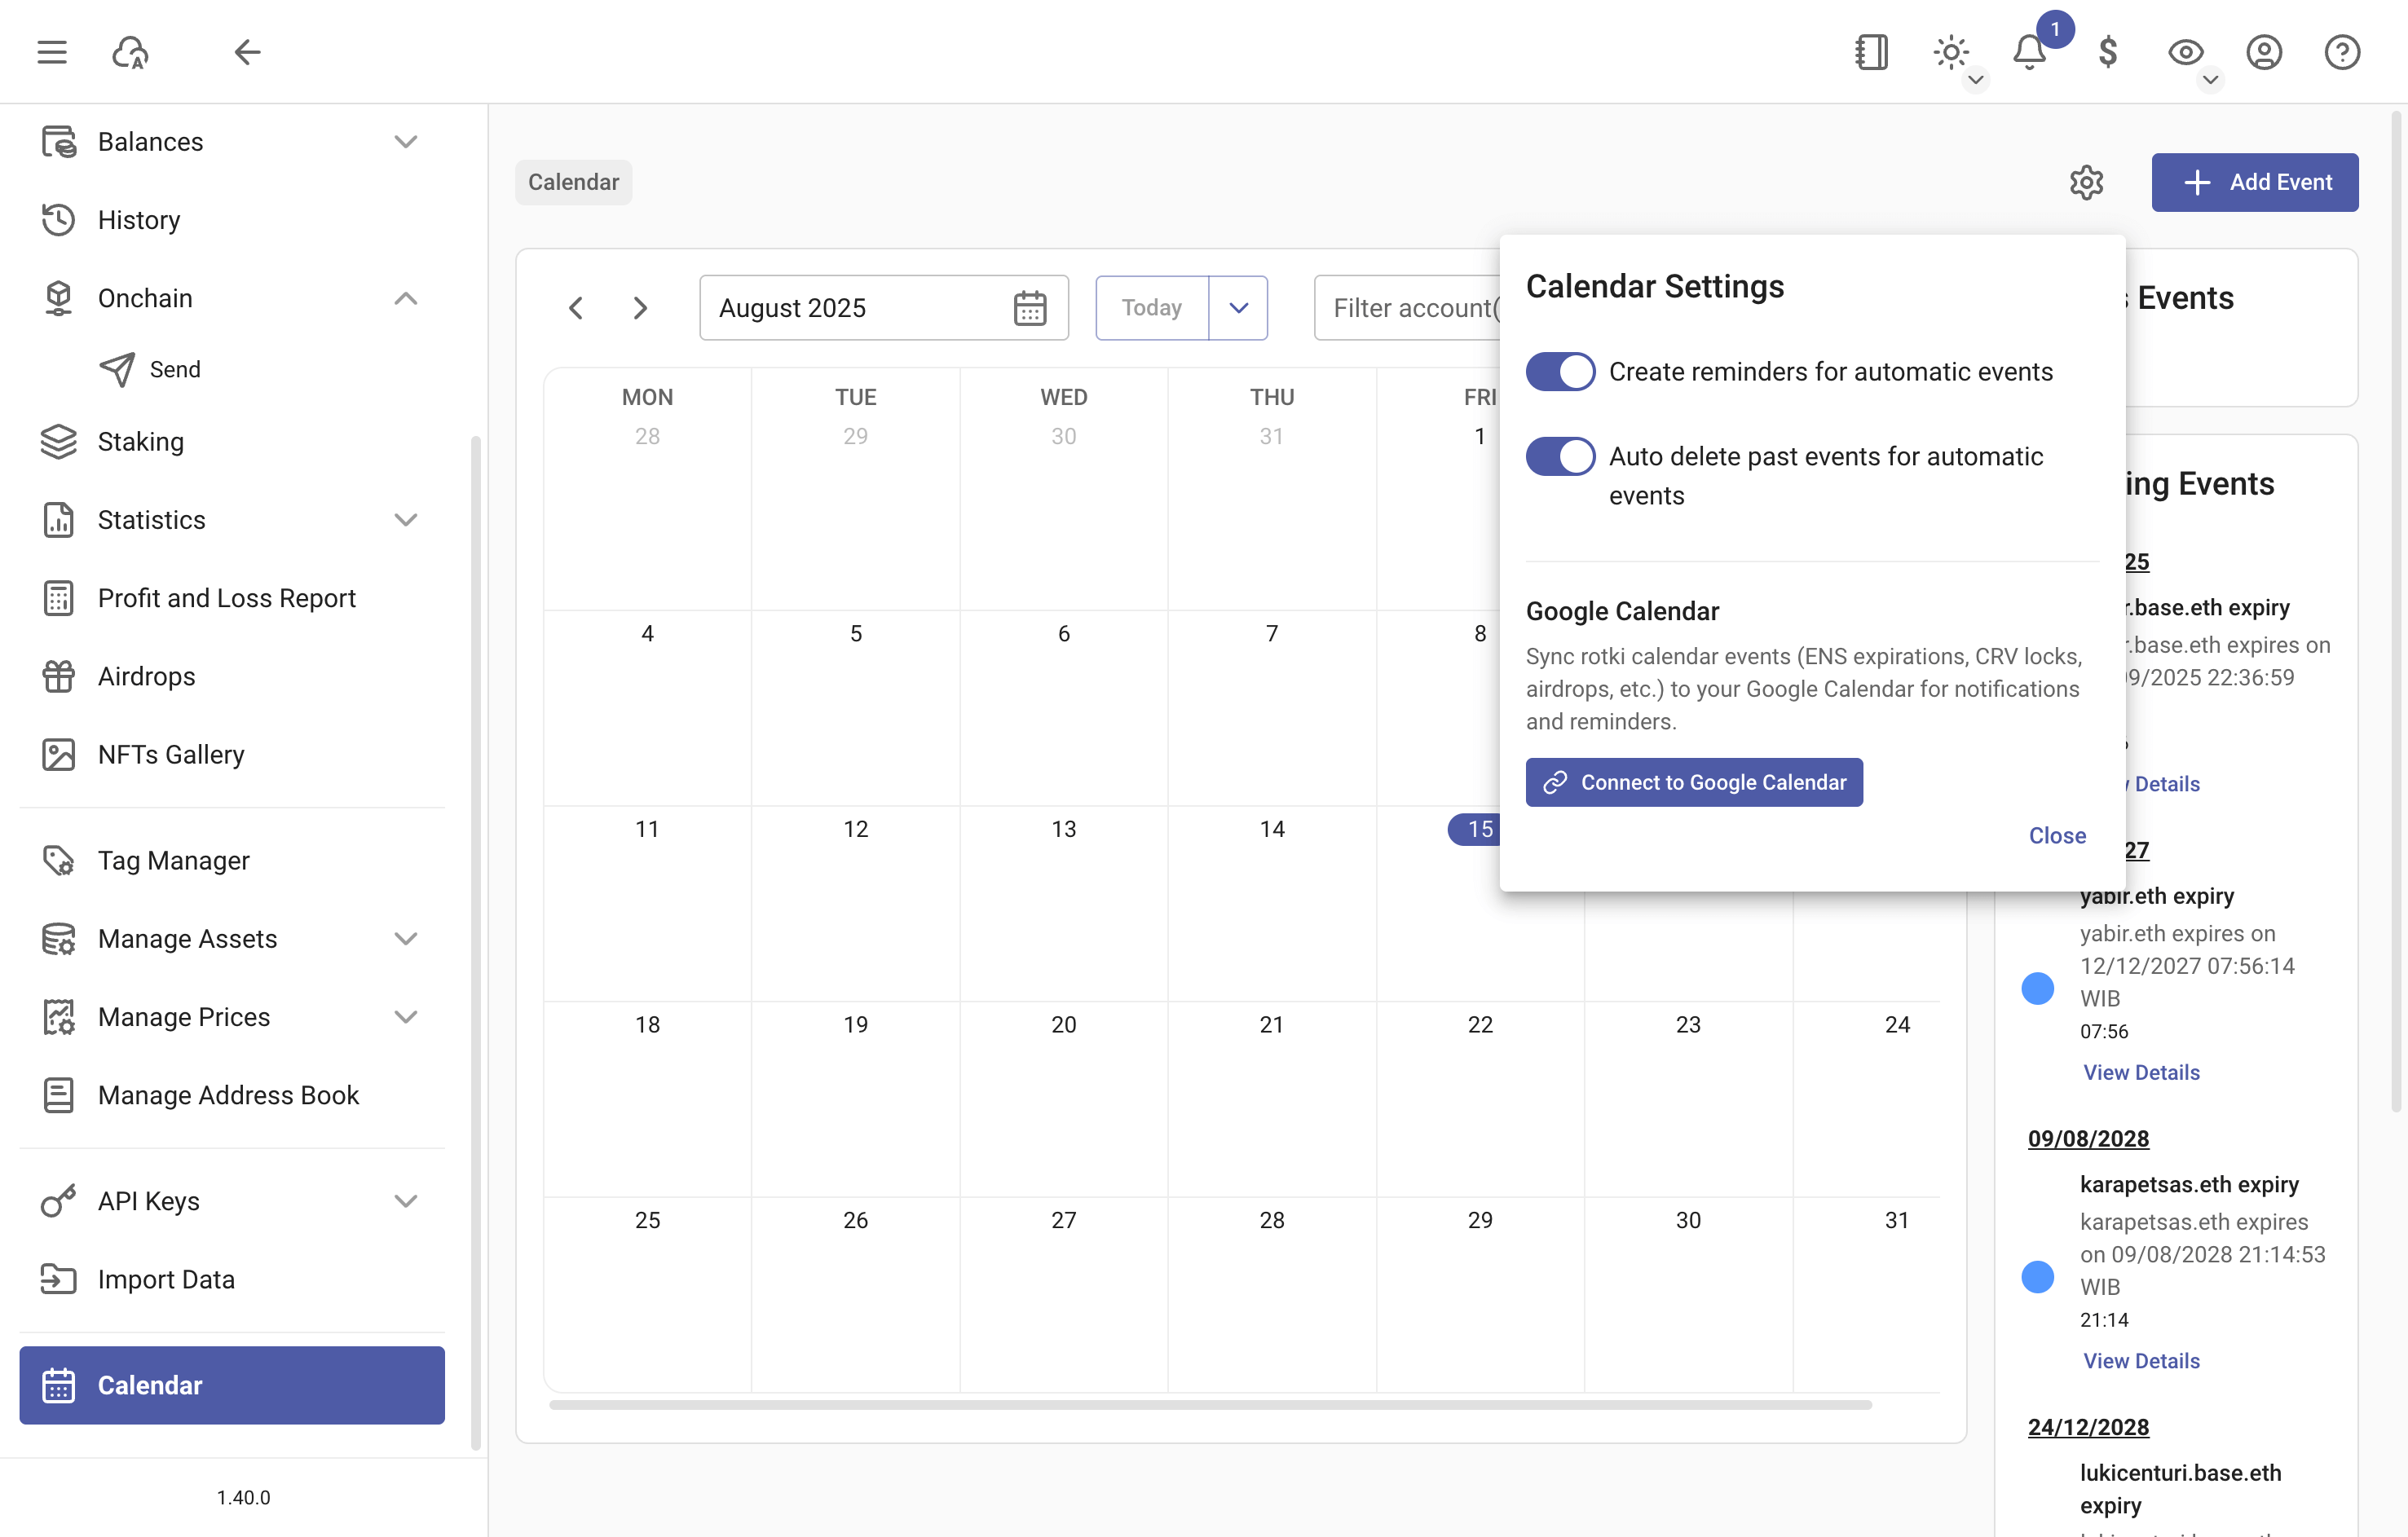 1
Balances
History
Onchain
Send
Staking
Statistics
Profit and Loss Report
Airdrops
NFTs Gallery
Tag Manager
Manage Assets
Manage Prices
Manage Address Book
API Keys
Import Data
Calendar
1.40.0
Calendar
Add Event
August 2025
Today
Filter account(
MON TUE WED THU FRI
28 29 30 31 1
4 5 6 7 8
11 12 13 14 15
18 19 20 21 22 23 24
25 26 27 28 29 30 31
Calendar Settings
Create reminders for automatic events
Auto delete past events for automatic
events
Google Calendar
Sync rotki calendar events (ENS expirations, CRV locks,
airdrops, etc.) to your Google Calendar for notifications
and reminders.
Connect to Google Calendar
Close
Events
ing Events
25
r.base.eth expiry
r.base.eth expires on
9/2025 22:36:59
Details
27
yabir.eth expiry
yabir.eth expires on
12/12/2027 07:56:14
WIB
07:56
View Details
09/08/2028
karapetsas.eth expiry
karapetsas.eth expires
on 09/08/2028 21:14:53
WIB
21:14
View Details
24/12/2028
lukicenturi.base.eth
expiry